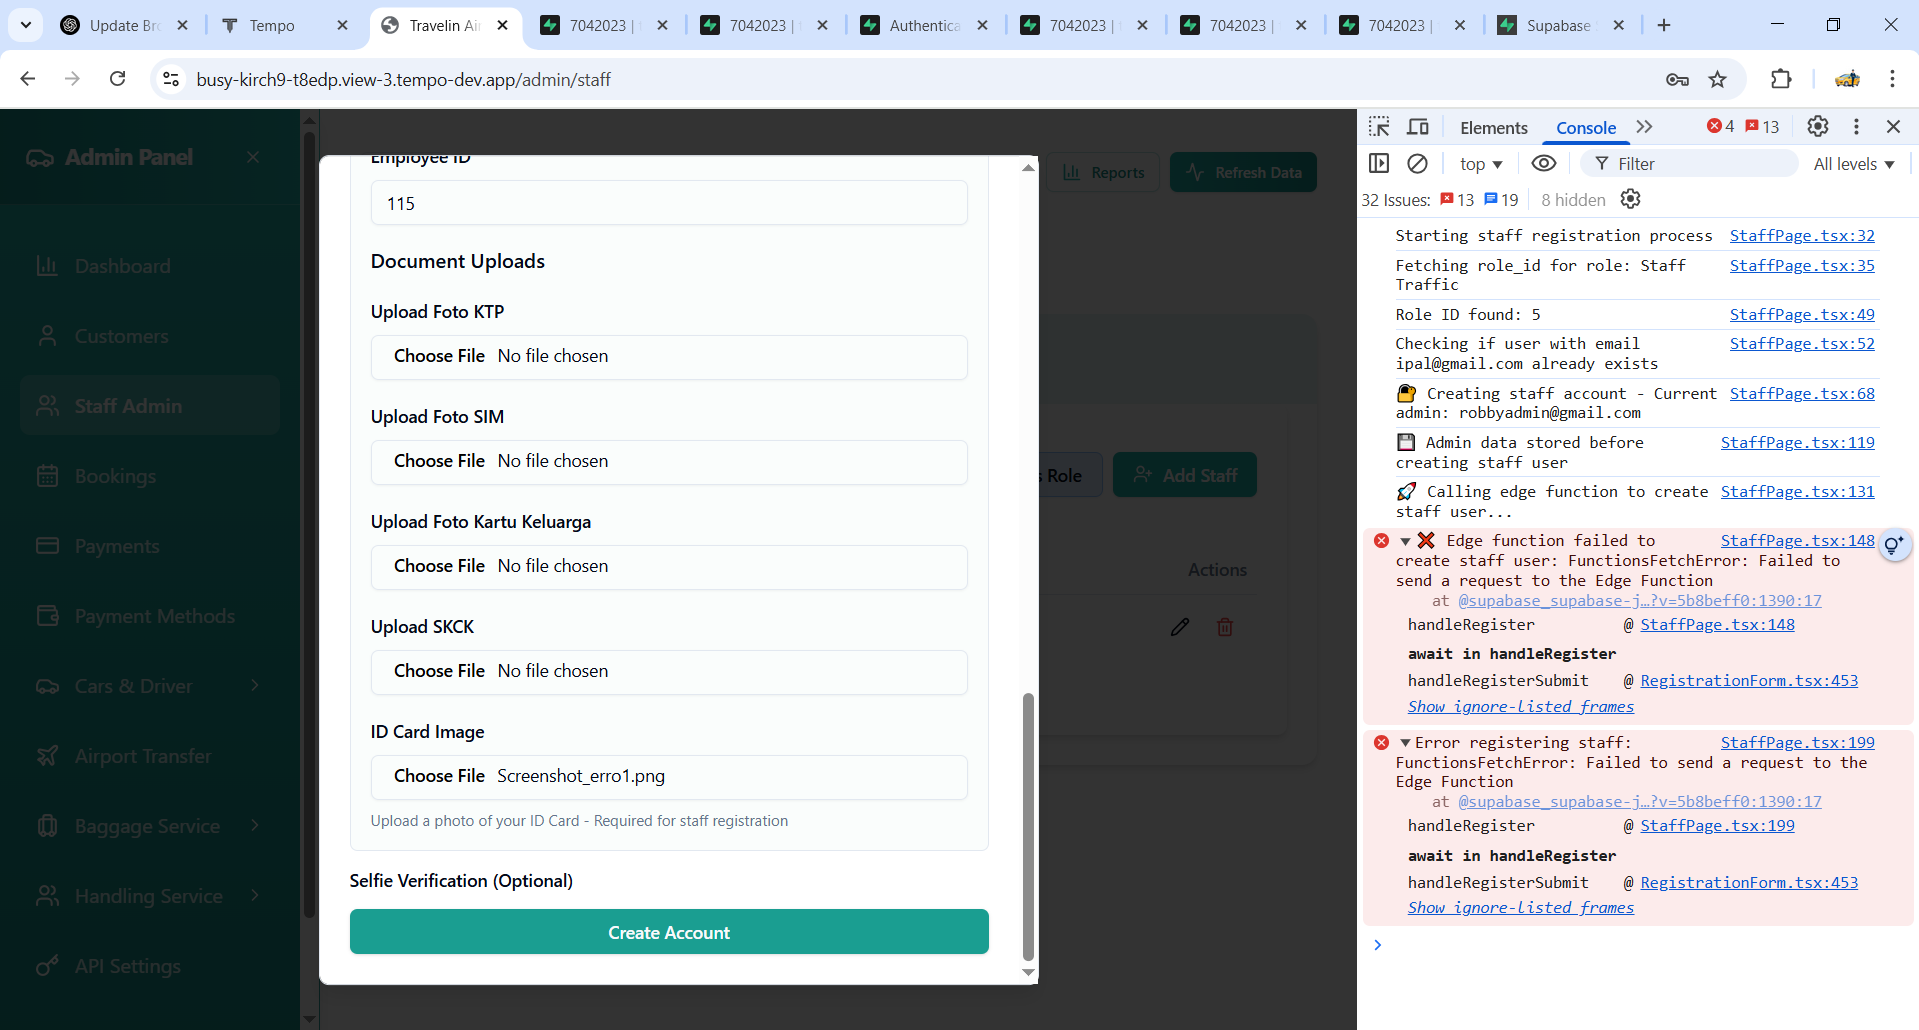 Update Br
Tempo
Travelin Air
7042023 |
7042023 |
Authentica
7042023 |
7042023 |
7042023 |
Supabase
busy-kirch9-t8edp.view-3.tempo-dev.app/admin/staff
Admin Panel
Dashboard
Customers
Staff Admin
Bookings
Payments
Payment Methods
Cars & Driver
Airport Transfer
Baggage Service
Handling Service
API Settings
Reports
Refresh Data
s Role
Add Staff
Actions
Employee ID
115
Document Uploads
Upload Foto KTP
Choose File No file chosen
Upload Foto SIM
Choose File No file chosen
Upload Foto Kartu Keluarga
Choose File No file chosen
Upload SKCK
Choose File No file chosen
ID Card Image
Choose File Screenshot_erro1.png
Upload a photo of your ID Card - Required for staff registration
Selfie Verification (Optional)
Create Account
Elements Console 4 13
top Filter All levels
32 Issues: 13 19 8 hidden
Starting staff registration process StaffPage.tsx:32
Fetching role_id for role: Staff StaffPage.tsx:35
Traffic
Role ID found: 5 StaffPage.tsx:49
Checking if user with email StaffPage.tsx:52
ipal@gmail.com already exists
🔐 Creating staff account - Current StaffPage.tsx:68
admin: robbyadmin@gmail.com
💾 Admin data stored before StaffPage.tsx:119
creating staff user
🚀 Calling edge function to create StaffPage.tsx:131
staff user...
❌ Edge function failed to StaffPage.tsx:148
create staff user: FunctionsFetchError: Failed to
send a request to the Edge Function
at @supabase_supabase-j…?v=5b8beff0:1390:17
handleRegister @ StaffPage.tsx:148
await in handleRegister
handleRegisterSubmit @ RegistrationForm.tsx:453
Show ignore-listed frames
Error registering staff: StaffPage.tsx:199
FunctionsFetchError: Failed to send a request to the
Edge Function
at @supabase_supabase-j…?v=5b8beff0:1390:17
handleRegister @ StaffPage.tsx:199
await in handleRegister
handleRegisterSubmit @ RegistrationForm.tsx:453
Show ignore-listed frames